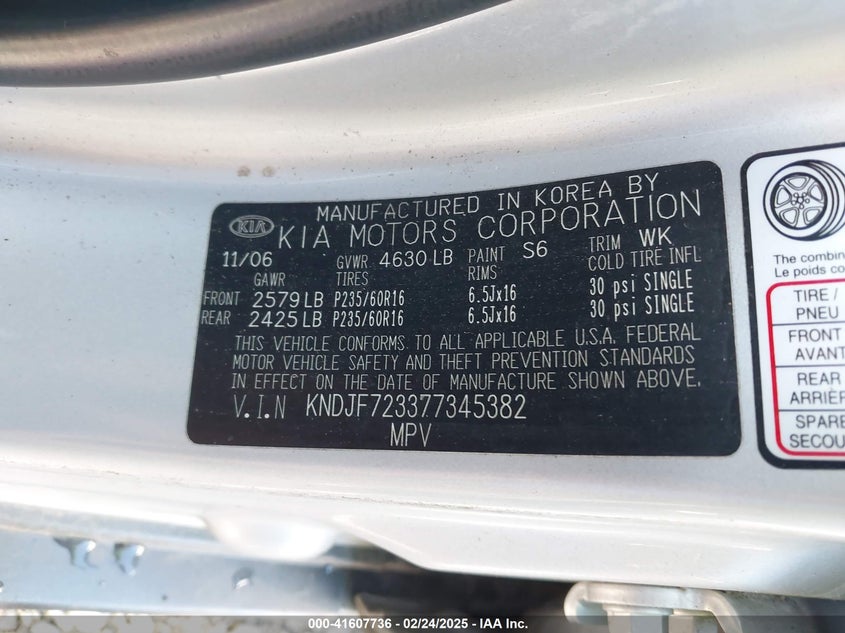 MANUFACTURED IN KOREA BY
KIA KIA MOTORS CORPORATION
11/06 GVWR 4630 LB PAINT S6 TRIM WK
GAWR TIRES RIMS COLD TIRE INFL
FRONT 2579 LB P235/60R16 6.5Jx16 30 psi SINGLE
REAR 2425 LB P235/60R16 6.5Jx16 30 psi SINGLE
THIS VEHICLE CONFORMS TO ALL APPLICABLE U.S.A. FEDERAL
MOTOR VEHICLE SAFETY AND THEFT PREVENTION STANDARDS
IN EFFECT ON THE DATE OF MANUFACTURE SHOWN ABOVE.
V.I.N KNDJF723377345382
MPV
The combin
Le poids co
TIRE /
PNEU
FRONT
AVANT
REAR
ARRIÈR
SPARE
SECOU
000-41607736 - 02/24/2025 - IAA Inc.